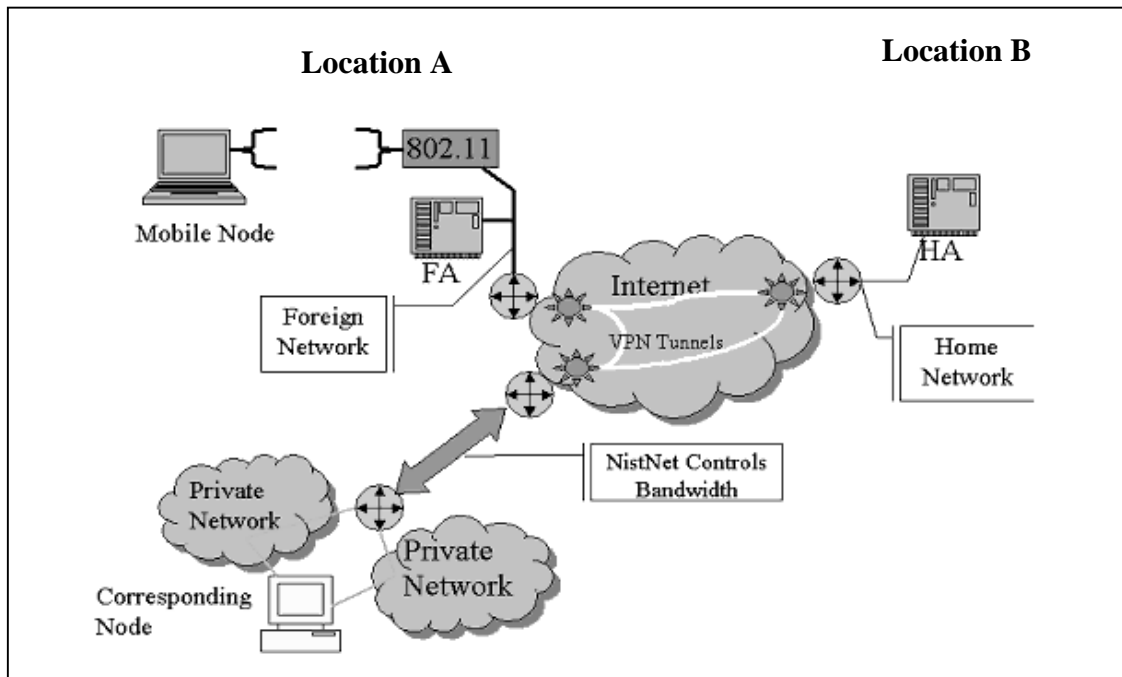 Location A
Location B
802.11
Mobile Node
FA
HA
Internet
VPN Tunnels
Foreign
Network
Home
Network
NistNet Controls
Bandwidth
Private
Network
Private
Network
Corresponding
Node